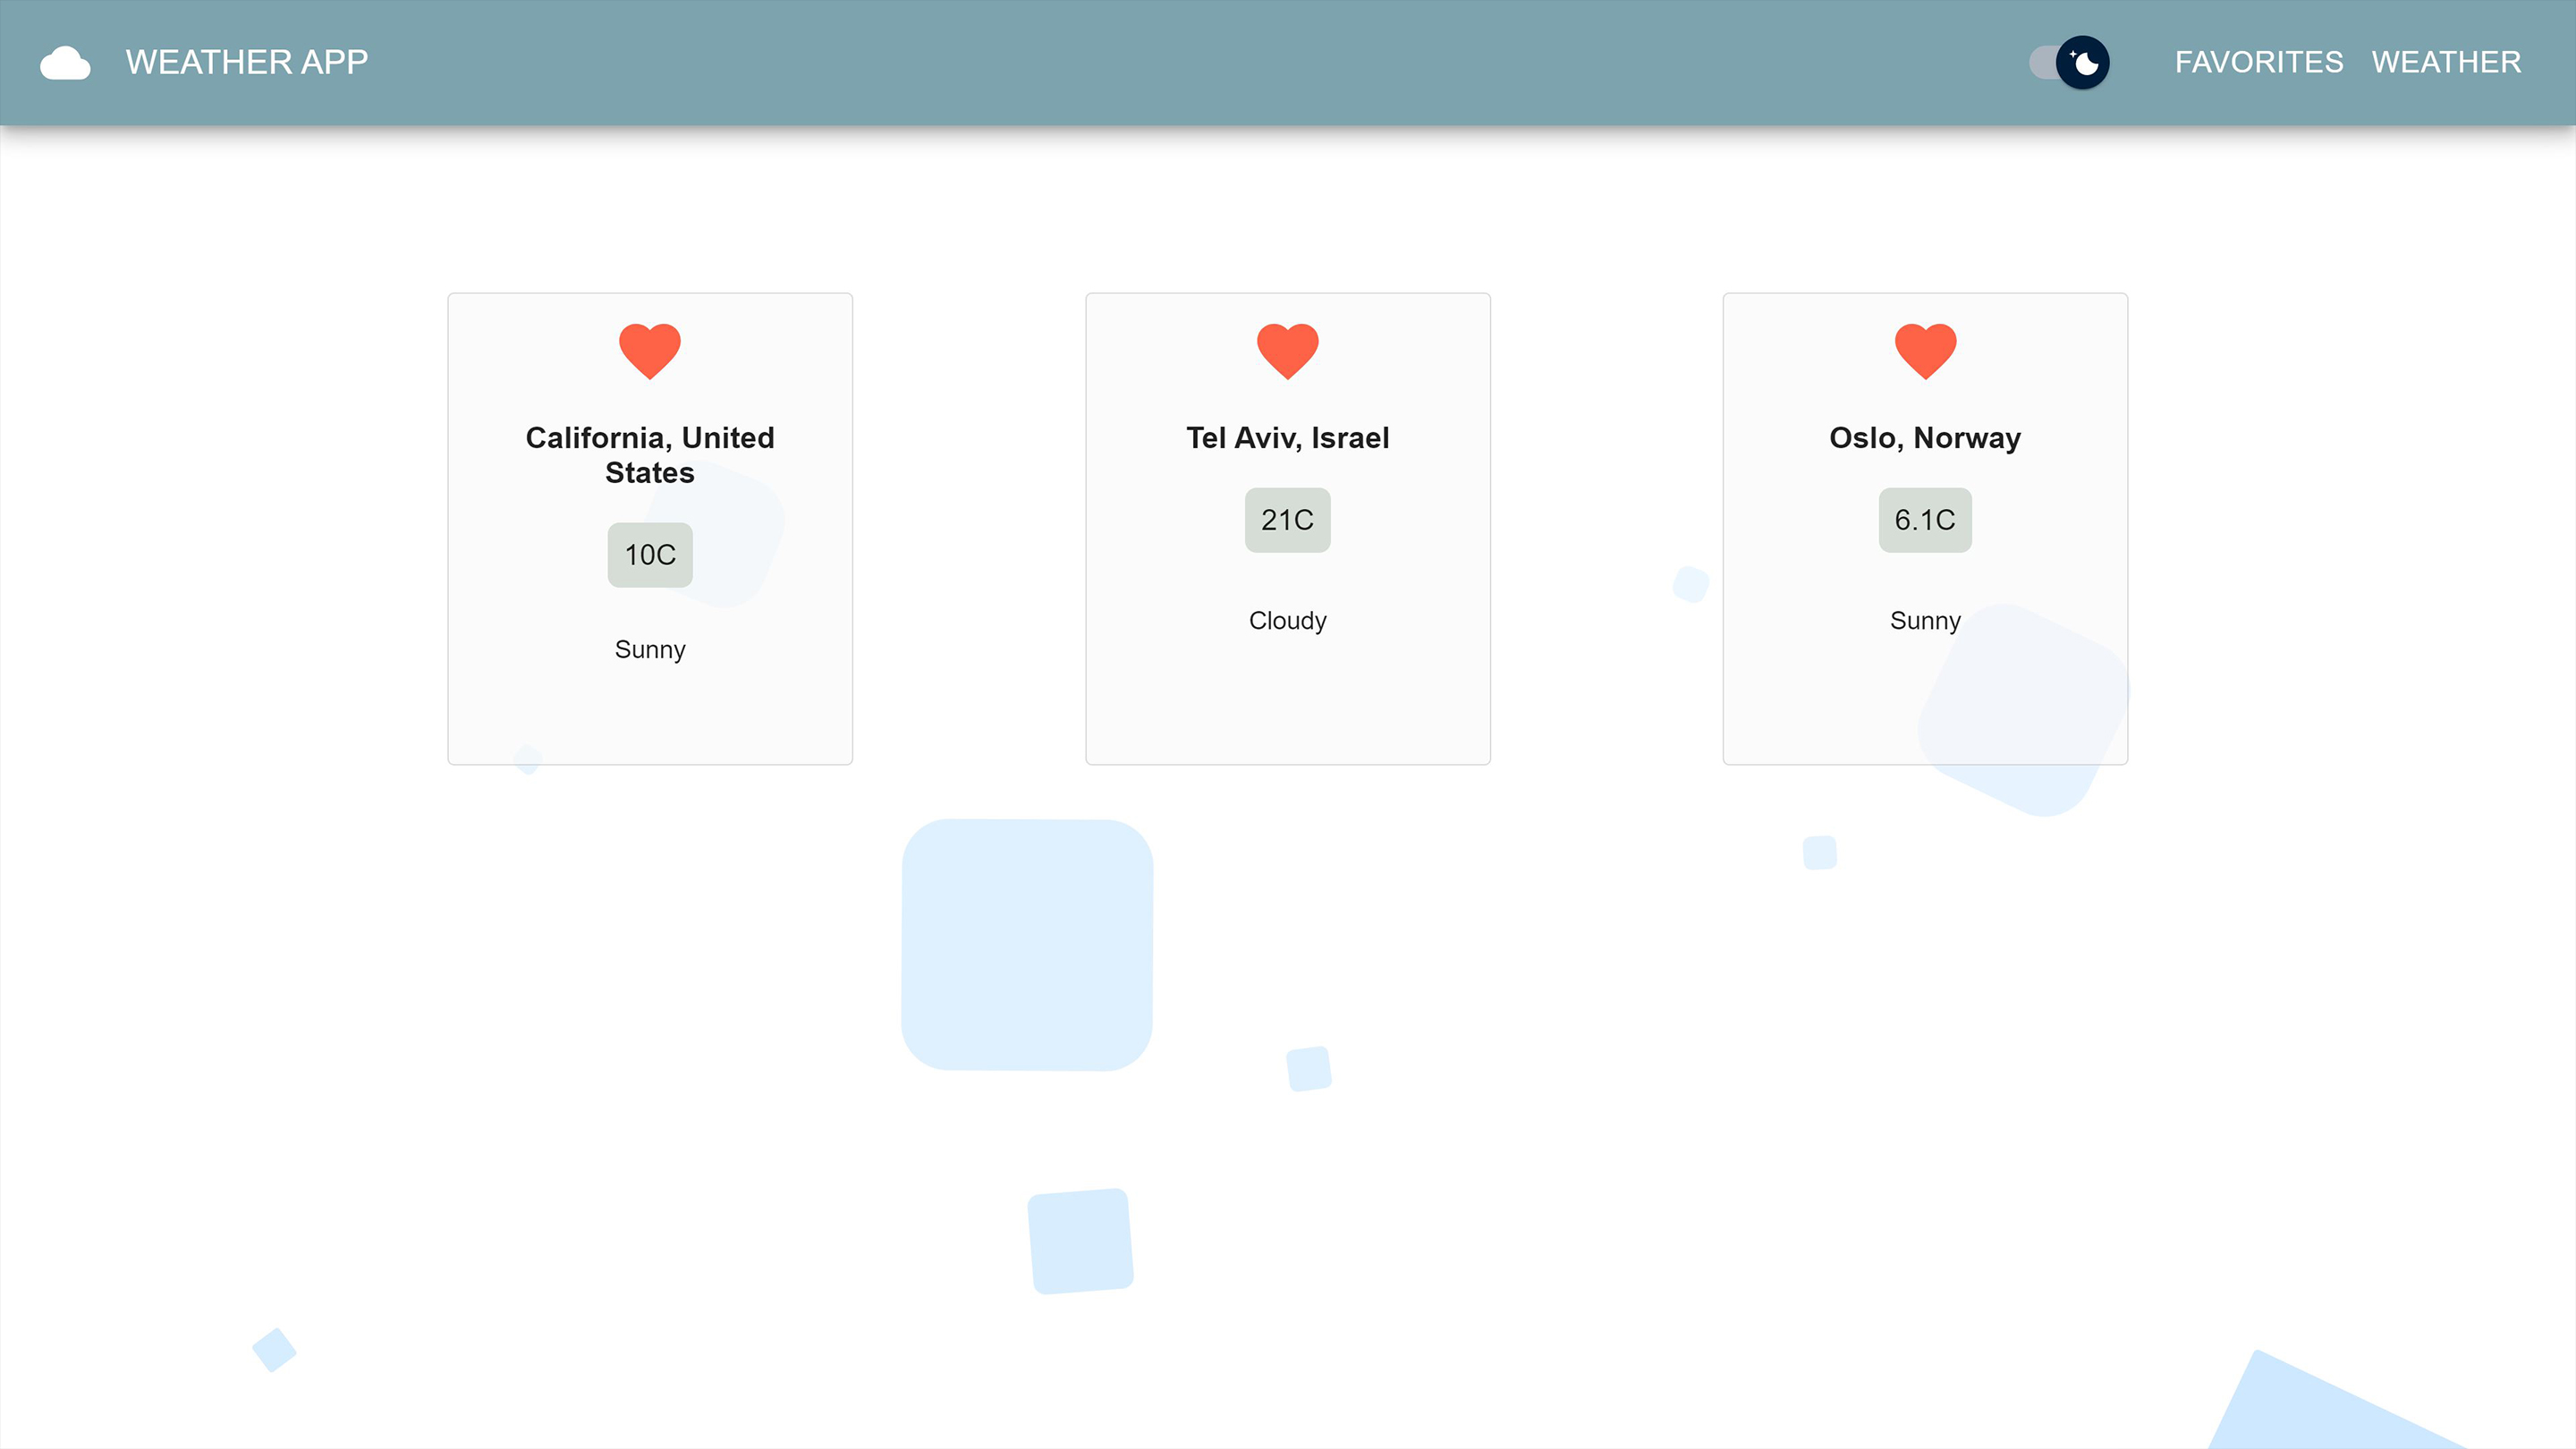 WEATHER APP
FAVORITES
WEATHER
California, United
States
10C
Sunny
Tel Aviv, Israel
21C
Cloudy
Oslo, Norway
6.1C
Sunny